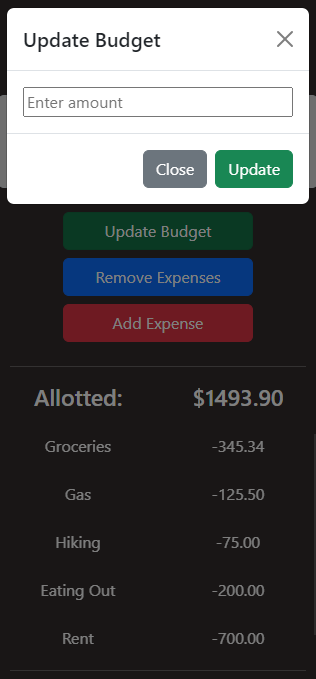 Update Budget
Enter amount
Close Update
Update Budget
Remove Expenses
Add Expense
Allotted: $1493.90
Groceries -345.34
Gas -125.50
Hiking -75.00
Eating Out -200.00
Rent -700.00